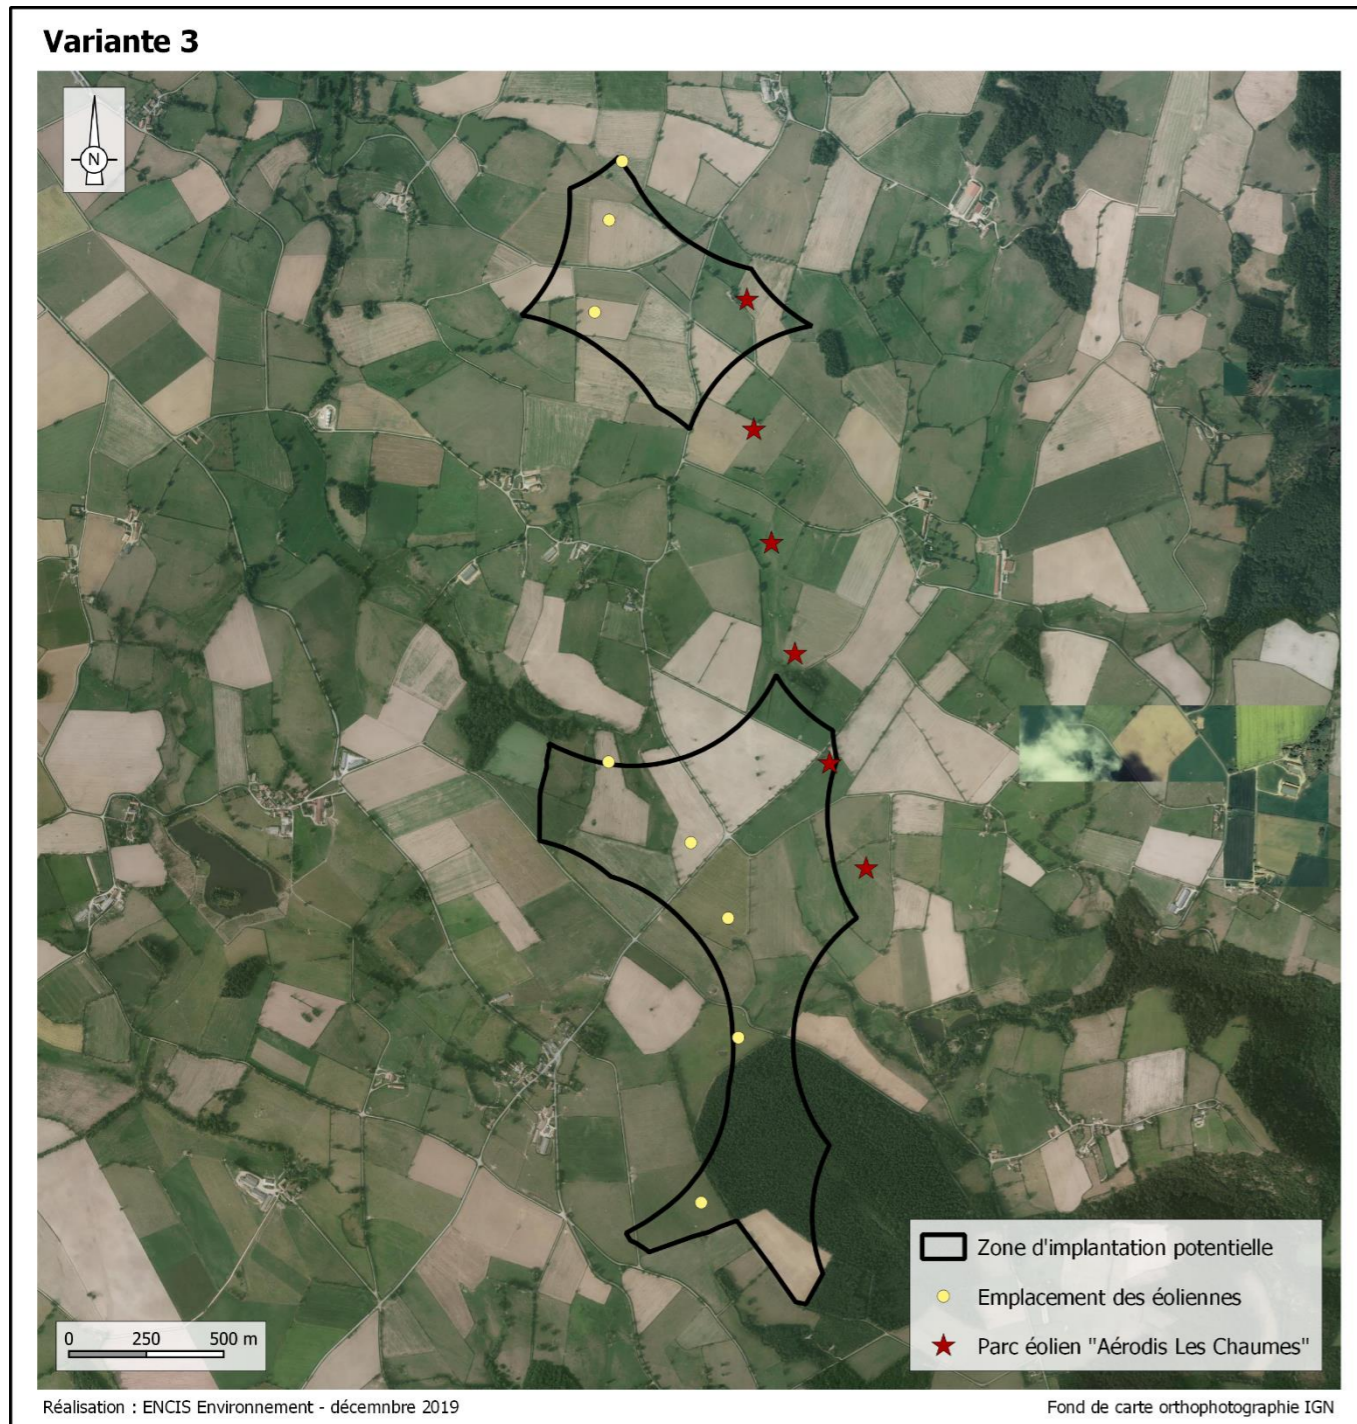 Variante 3
N
Zone d'implantation potentielle
Emplacement des éoliennes
Parc éolien "Aérodis Les Chaumes"
0 250 500 m
Réalisation : ENCIS Environnement - décemnbre 2019
Fond de carte orthophotographie IGN